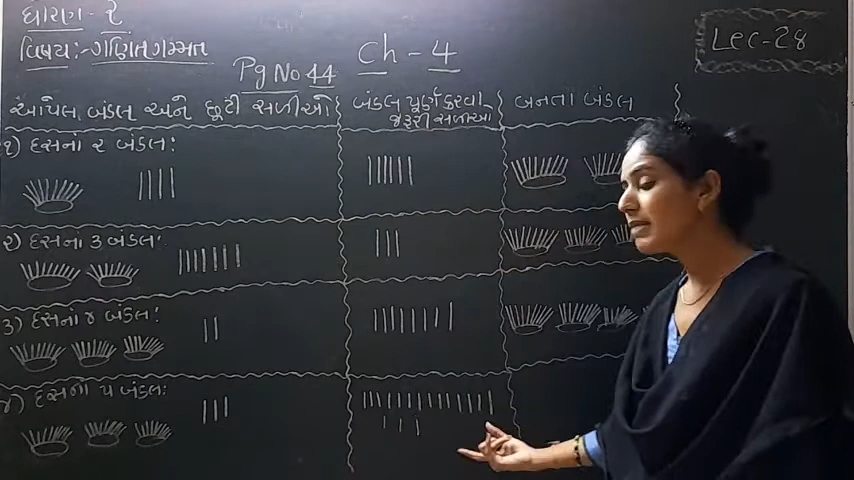 ધોરણ - ૨
વિષય:- ગણિતગમ્મત
Ch - 4
Lec-28
Pg No 44
આપેલ બંડલ અને છૂટી સળીઓ
બંડલ પૂર્ણ કરવા
જરૂરી સળીઓ
બનતા બંડલ
૧) દસના ૨ બંડલ:
૨) દસના ૩ બંડલ:
૩) દસના ૪ બંડલ:
૪) દસના ૫ બંડલ: